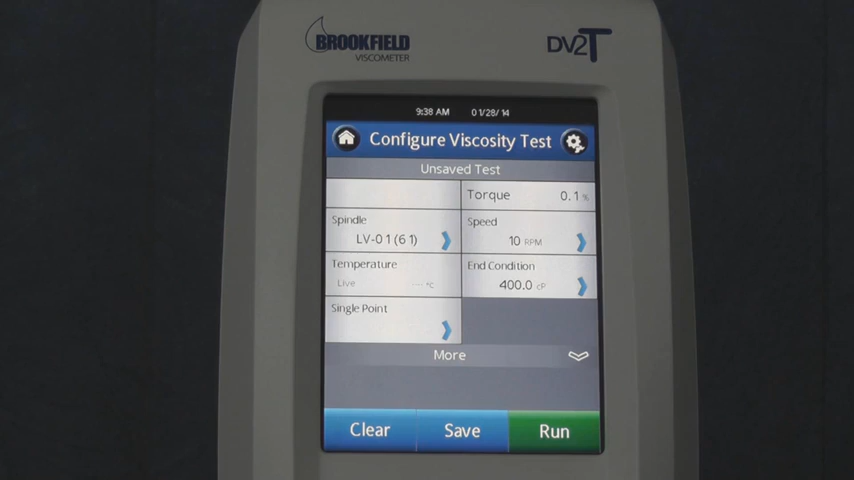 BROOKFIELD
VISCOMETER
DV2T
9:38 AM 01/28/14
Configure Viscosity Test
Unsaved Test
Torque 0.1 %
Spindle
LV-01 (61)
Speed
10 RPM
Temperature
Live --- °C
End Condition
400.0 cP
Single Point
More
Clear Save Run